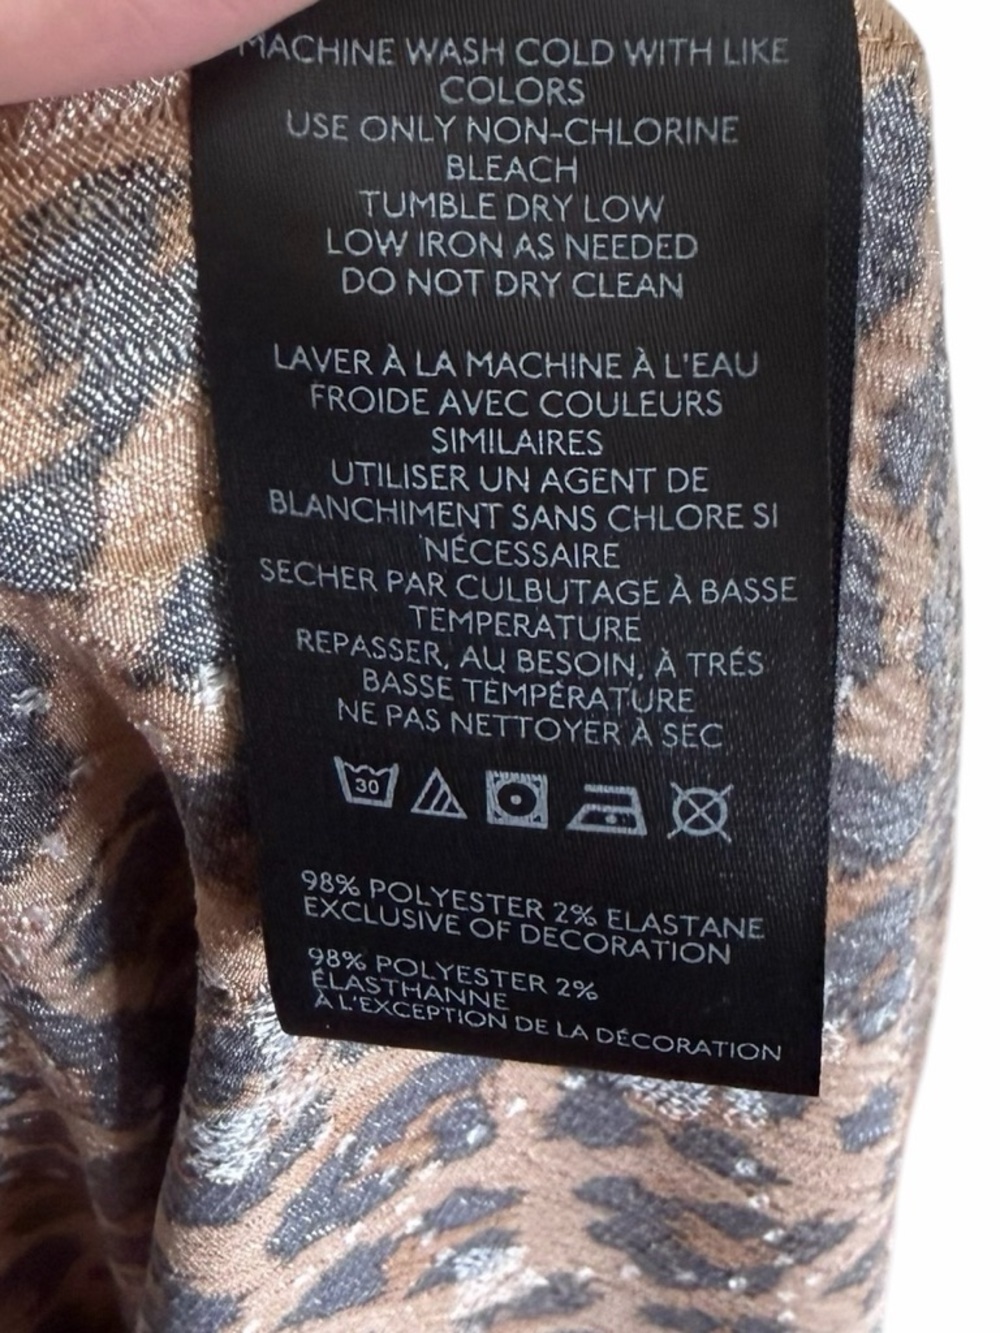 MACHINE WASH COLD WITH LIKE
COLORS
USE ONLY NON-CHLORINE
BLEACH
TUMBLE DRY LOW
LOW IRON AS NEEDED
DO NOT DRY CLEAN
LAVER À LA MACHINE À L'EAU
FROIDE AVEC COULEURS
SIMILAIRES
UTILISER UN AGENT DE
BLANCHIMENT SANS CHLORE SI
NÉCESSAIRE
SECHER PAR CULBUTAGE À BASSE
TEMPERATURE
REPASSER, AU BESOIN, À TRÉS
BASSE TEMPÉRATURE
NE PAS NETTOYER À SEC
30
98% POLYESTER 2% ELASTANE
EXCLUSIVE OF DECORATION
98% POLYESTER 2%
ÉLASTHANNE
À L'EXCEPTION DE LA DÉCORATION